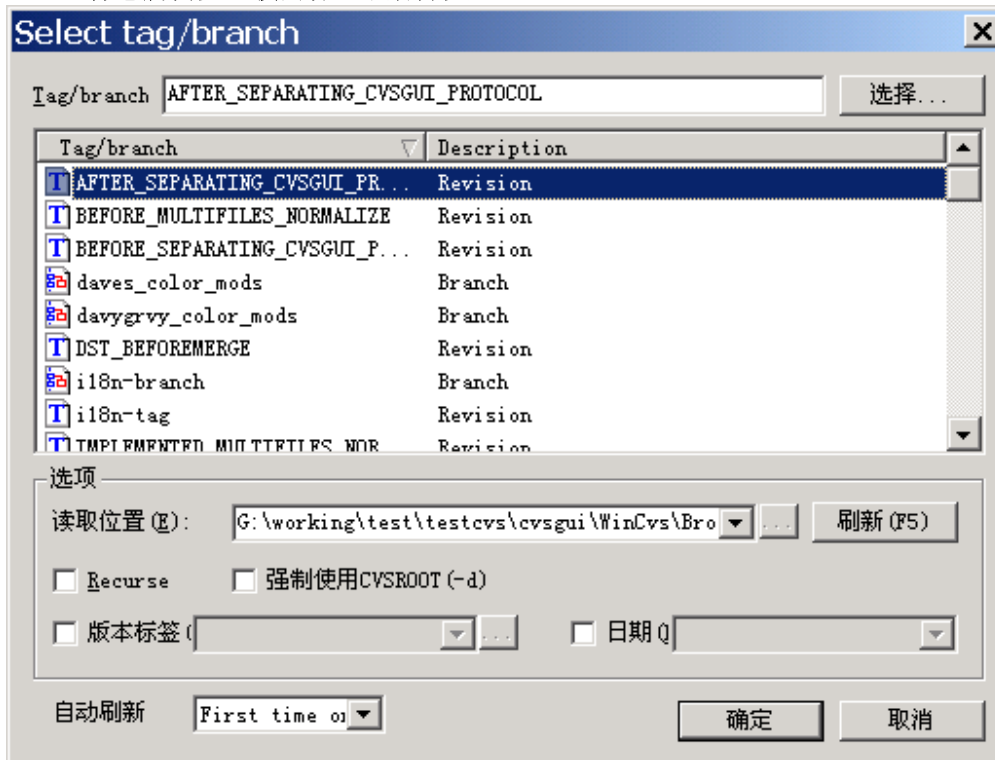 Select tag/branch
Tag/branch AFTER_SEPARATING_CVSGUI_PROTOCOL 选择...
Tag/branch Description
AFTER_SEPARATING_CVSGUI_PR... Revision
BEFORE_MULTIFILES_NORMALIZE Revision
BEFORE_SEPARATING_CVSGUI_P... Revision
daves_color_mods Branch
davygrvy_color_mods Branch
DST_BEFOREMERGE Revision
i18n-branch Branch
i18n-tag Revision
IMPLEMENTED_MULTIFILES_NOR Revision
选项
读取位置(E): G:\working\test\testcvs\cvsgui\WinCvs\Bro ... 刷新(F5)
Recurse 强制使用CVSROOT(-d)
版本标签( ... 日期(
自动刷新 First time 确定 取消